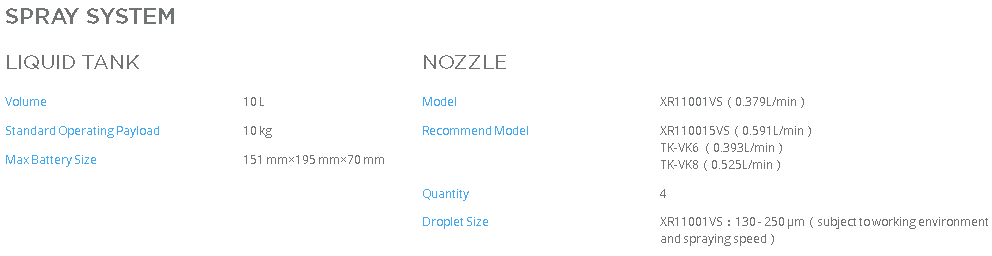 SPRAY SYSTEM
LIQUID TANK
Volume 10 L
Standard Operating Payload 10 kg
Max Battery Size 151 mm×195 mm×70 mm
NOZZLE
Model XR11001VS ( 0.379L/min )
Recommend Model XR110015VS ( 0.591L/min )
TK-VK6 ( 0.393L/min )
TK-VK8 ( 0.525L/min )
Quantity 4
Droplet Size XR11001VS : 130 - 250 μm ( subject to working environment
and spraying speed )